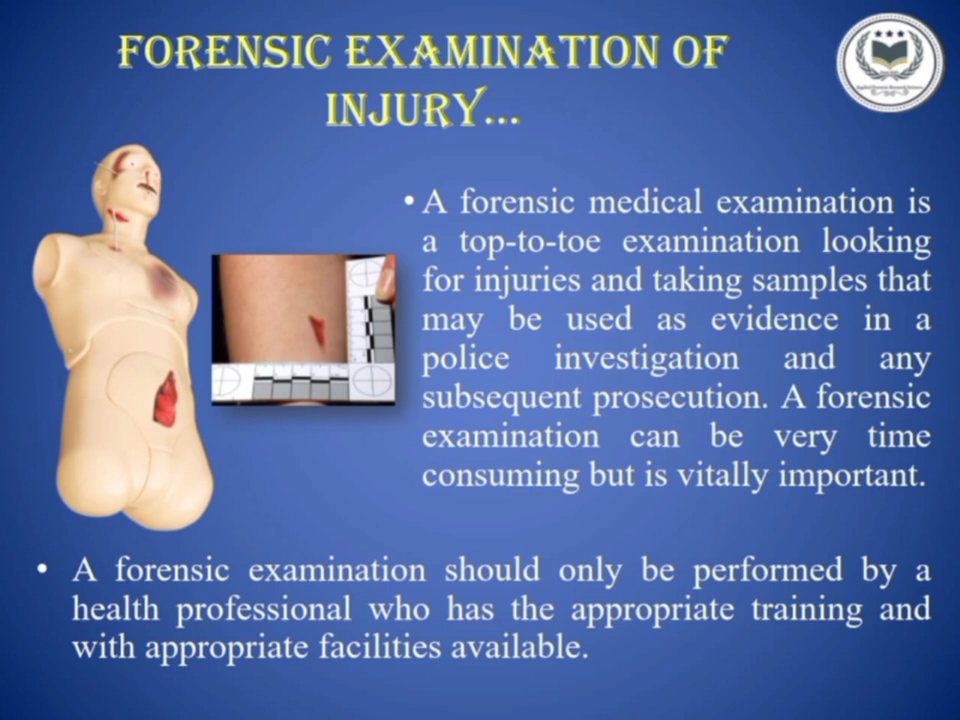 FORENSIC EXAMINATION OF
INJURY...
• A forensic medical examination is
a top-to-toe examination looking
for injuries and taking samples that
may be used as evidence in a
police investigation and any
subsequent prosecution. A forensic
examination can be very time
consuming but is vitally important.
• A forensic examination should only be performed by a
health professional who has the appropriate training and
with appropriate facilities available.